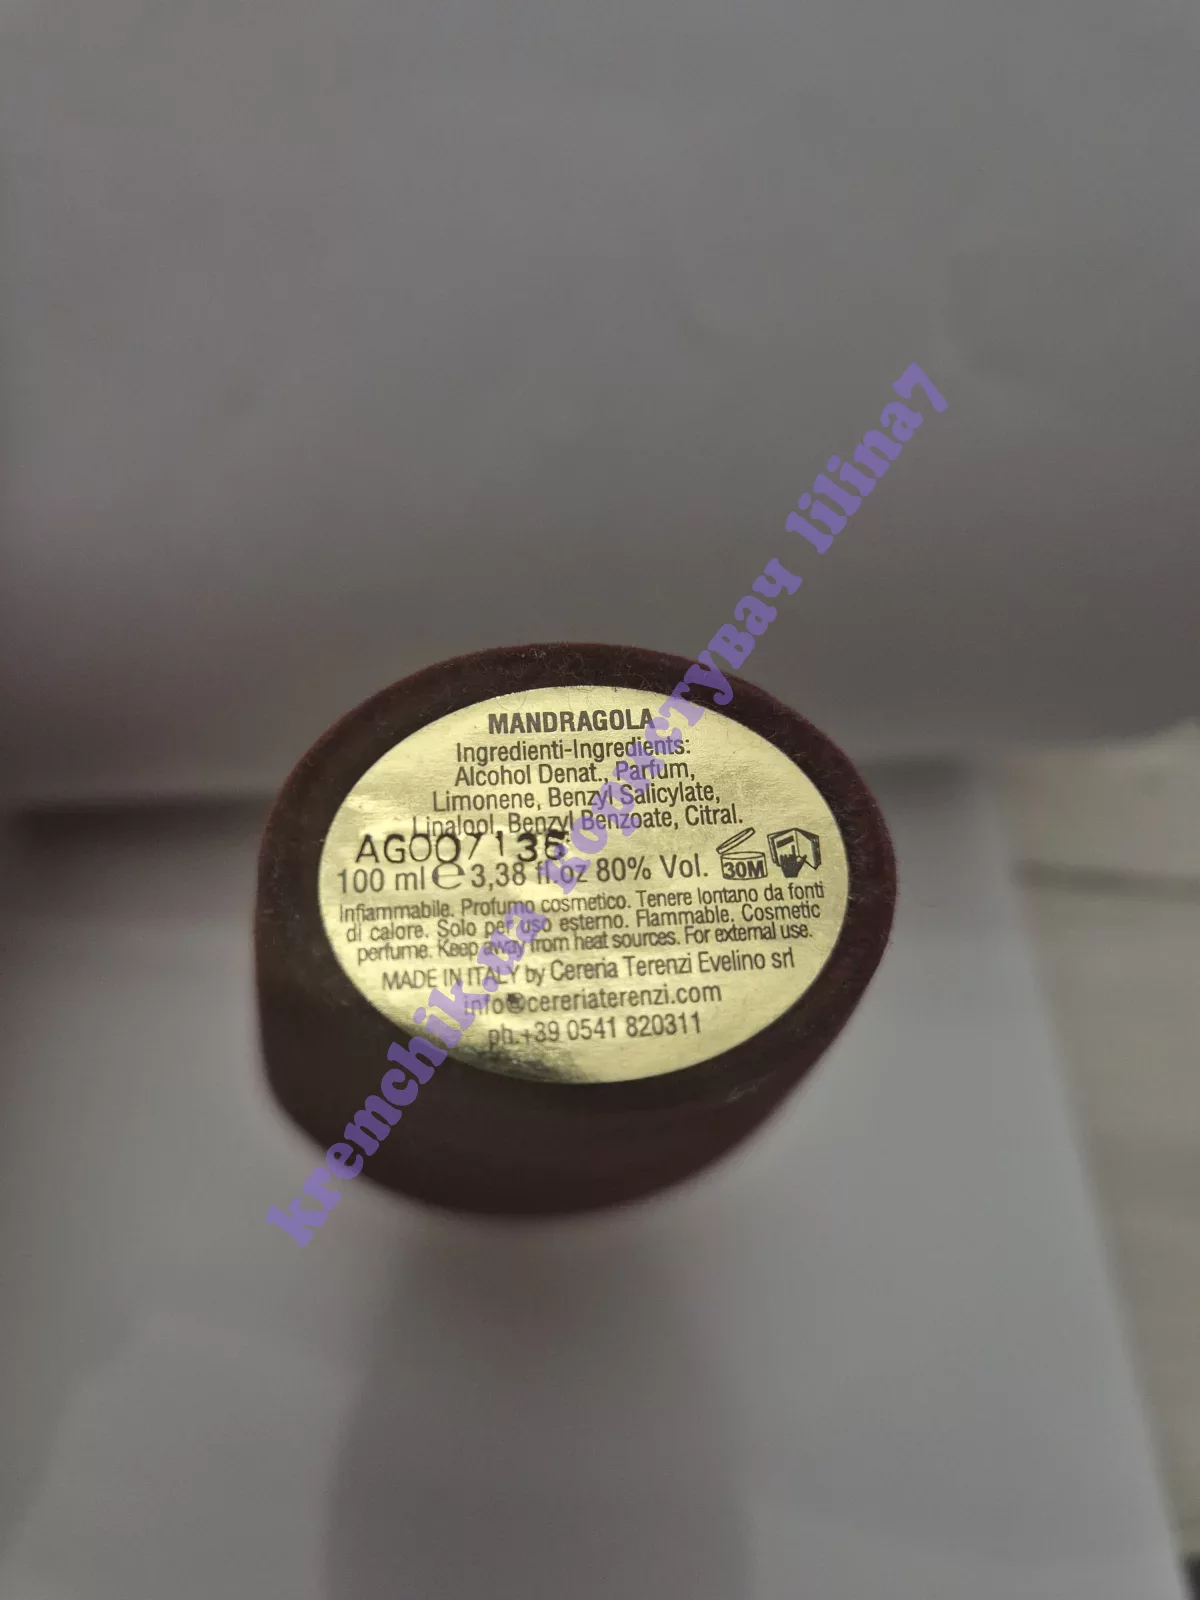 MANDRAGOLA
Ingredienti-Ingredients:
Alcohol Denat., Parfum,
Limonene, Benzyl Salicylate,
Linalool, Benzyl Benzoate, Citral.
AG007136
100 ml e 3,38 fl.oz 80% Vol. 30M
Infiammabile. Profumo cosmetico. Tenere lontano da fonti
di calore. Solo per uso esterno. Flammable. Cosmetic
perfume. Keep away from heat sources. For external use.
MADE IN ITALY by Cereria Terenzi Evelino srl
info@cereriaterenzi.com
ph.+39 0541 820311
kremchik.ua Користувач lilina7